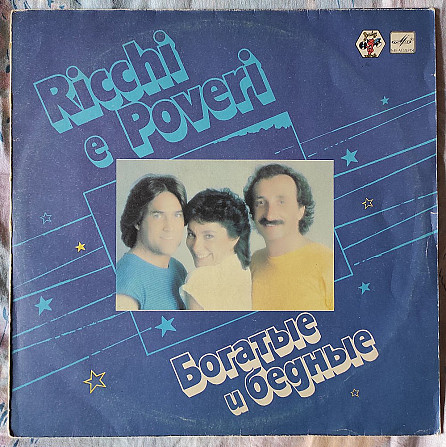 Ricchi
e Poveri
Богатые
и бедные